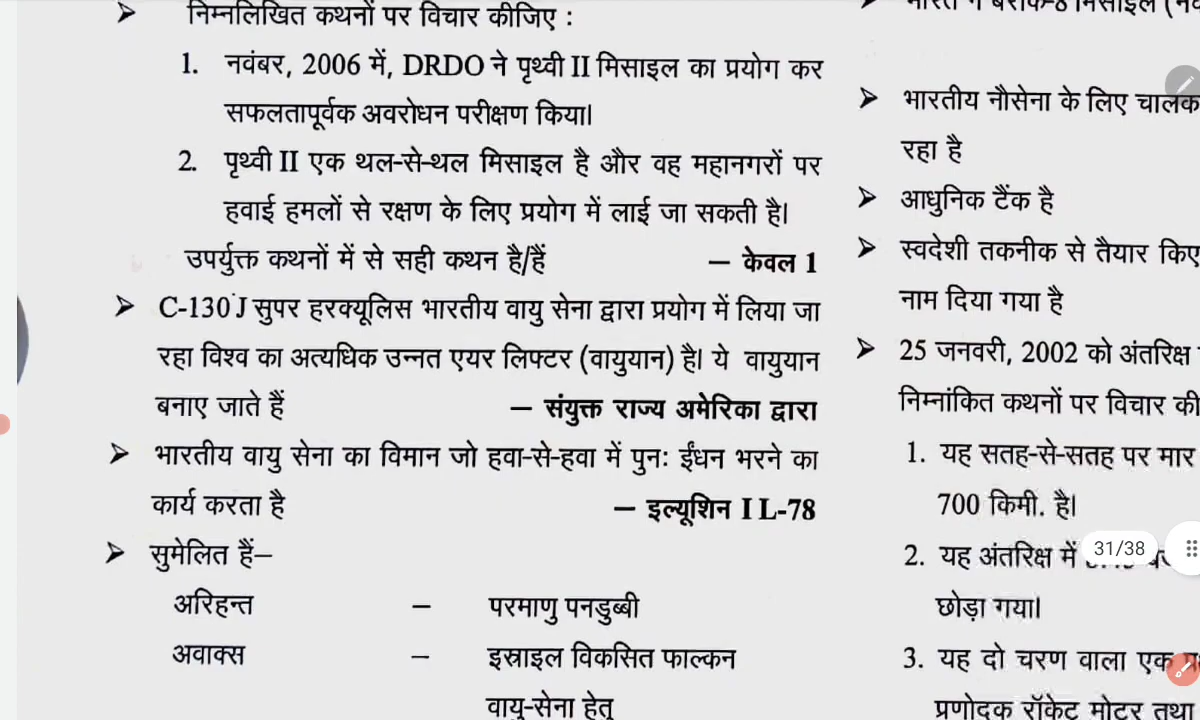 ➤ निम्नलिखित कथनों पर विचार कीजिए :
1. नवंबर, 2006 में, DRDO ने पृथ्वी II मिसाइल का प्रयोग कर
सफलतापूर्वक अवरोधन परीक्षण किया।
2. पृथ्वी II एक थल-से-थल मिसाइल है और वह महानगरों पर
हवाई हमलों से रक्षण के लिए प्रयोग में लाई जा सकती है।
उपर्युक्त कथनों में से सही कथन है/हैं – केवल 1
➤ C-130 J सुपर हरक्यूलिस भारतीय वायु सेना द्वारा प्रयोग में लिया जा
रहा विश्व का अत्यधिक उन्नत एयर लिफ्टर (वायुयान) है। ये वायुयान
बनाए जाते हैं – संयुक्त राज्य अमेरिका द्वारा
➤ भारतीय वायु सेना का विमान जो हवा-से-हवा में पुनः ईंधन भरने का
कार्य करता है – इल्यूशिन I L-78
➤ सुमेलित हैं–
अरिहन्त – परमाणु पनडुब्बी
अवाक्स – इस्राइल विकसित फाल्कन
वायु-सेना हेतु
➤ भारतीय नौसेना के लिए चालक
रहा है
➤ आधुनिक टैंक है
➤ स्वदेशी तकनीक से तैयार किए
नाम दिया गया है
➤ 25 जनवरी, 2002 को अंतरिक्ष
निम्नांकित कथनों पर विचार की
1. यह सतह-से-सतह पर मार
700 किमी. है।
31/38
2. यह अंतरिक्ष में
छोड़ा गया।
3. यह दो चरण वाला एक
प्रणोदक रॉकेट मोटर तथा